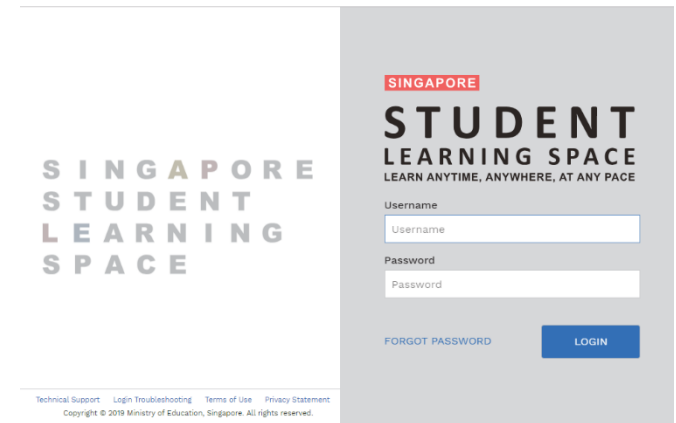 SINGAPORE
STUDENT
LEARNING
SPACE
Technical Support Login Troubleshooting Terms of Use Privacy Statement
Copyright © 2019 Ministry of Education, Singapore. All rights reserved.
SINGAPORE
STUDENT
LEARNING SPACE
LEARN ANYTIME, ANYWHERE, AT ANY PACE
Username
Username
Password
Password
FORGOT PASSWORD LOGIN